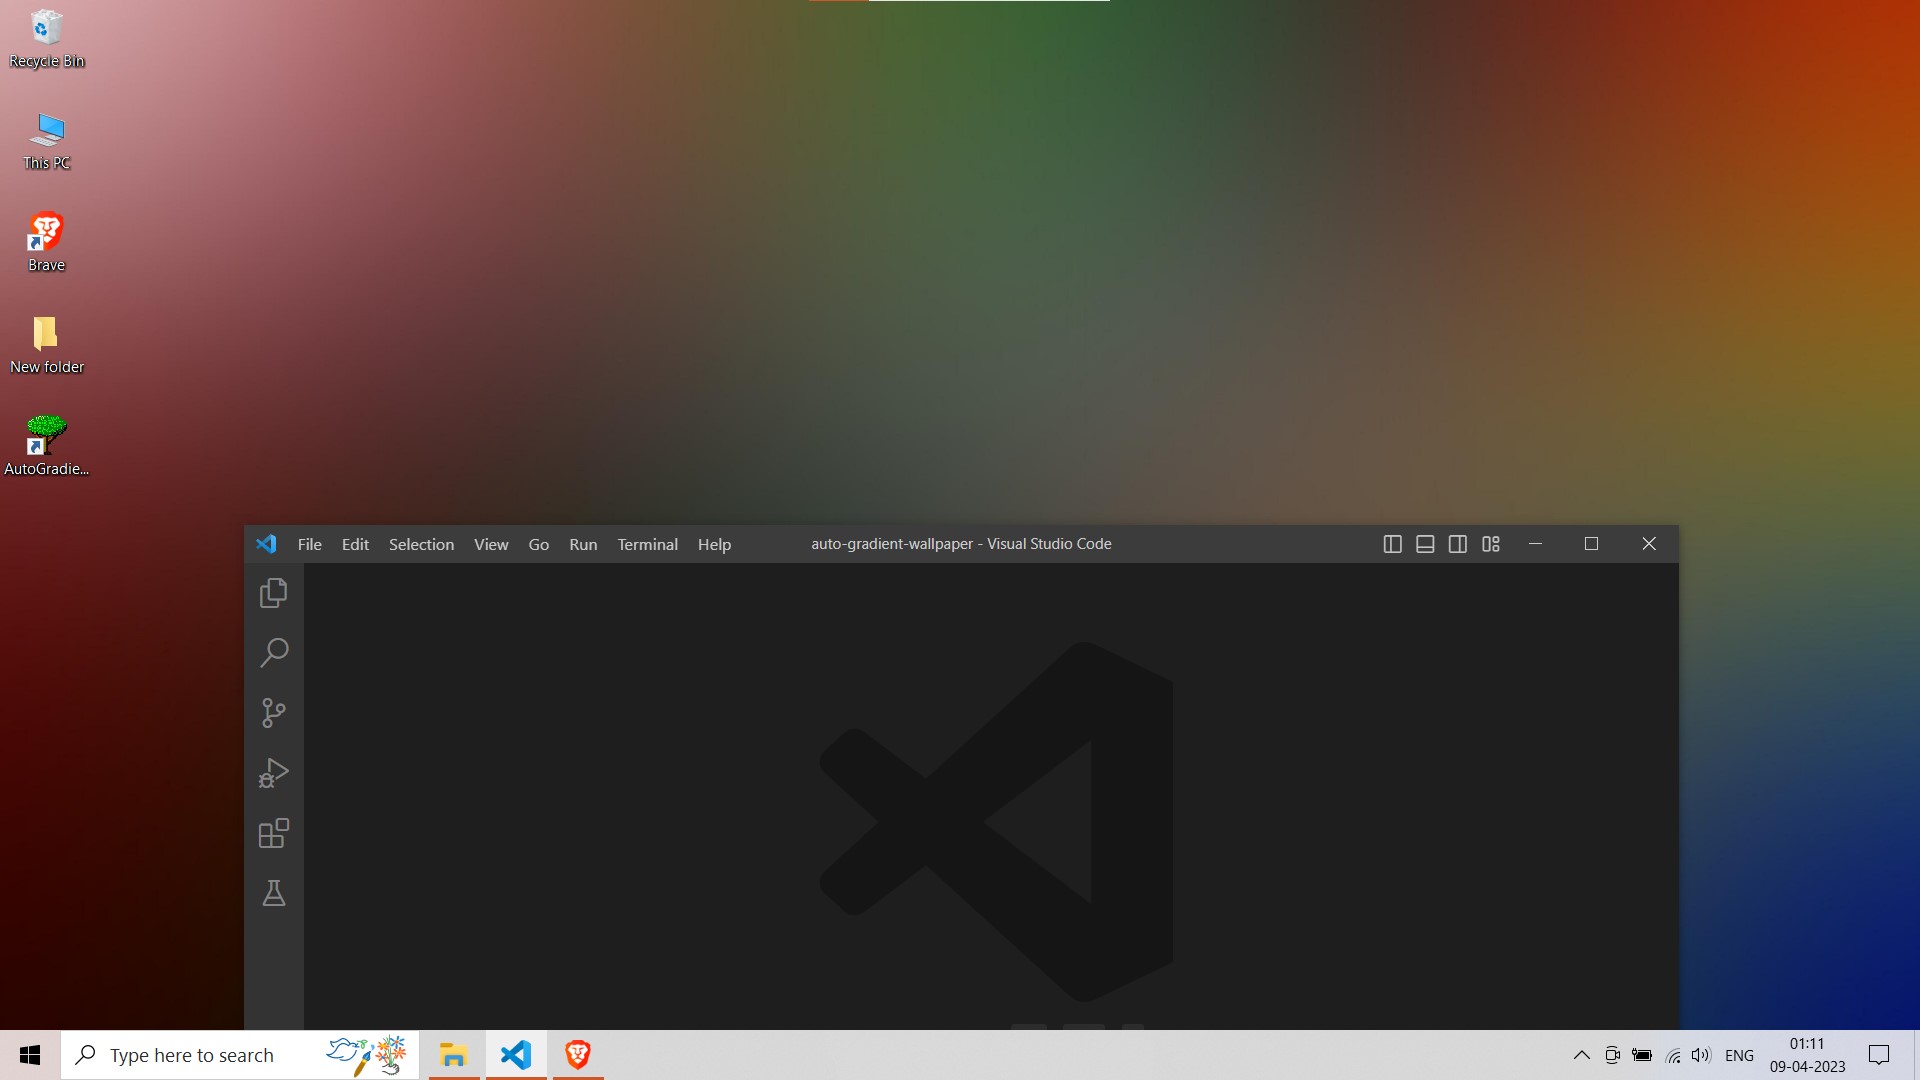 Recycle Bin
This PC
Brave
New folder
AutoGradie...
File Edit Selection View Go Run Terminal Help auto-gradient-wallpaper - Visual Studio Code
Type here to search
ENG
01:11
09-04-2023